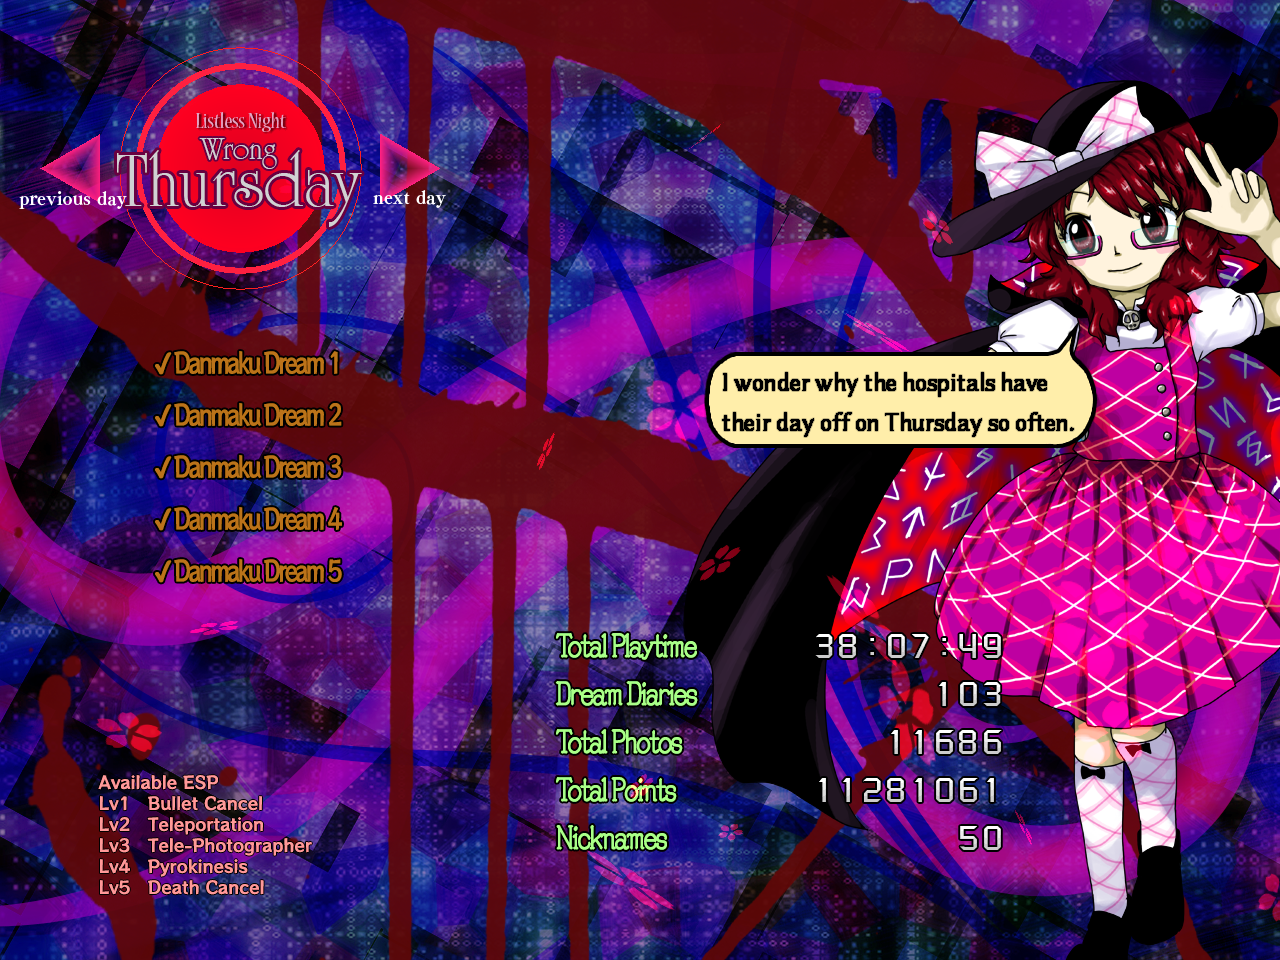 Listless Night
Wrong
Thursday
previous day
next day
✓Danmaku Dream 1
✓Danmaku Dream 2
✓Danmaku Dream 3
✓Danmaku Dream 4
✓Danmaku Dream 5
I wonder why the hospitals have
their day off on Thursday so often.
Total Playtime 38:07:49
Dream Diaries 103
Total Photos 11686
Total Points 11281061
Nicknames 50
Available ESP
Lv1 Bullet Cancel
Lv2 Teleportation
Lv3 Tele-Photographer
Lv4 Pyrokinesis
Lv5 Death Cancel